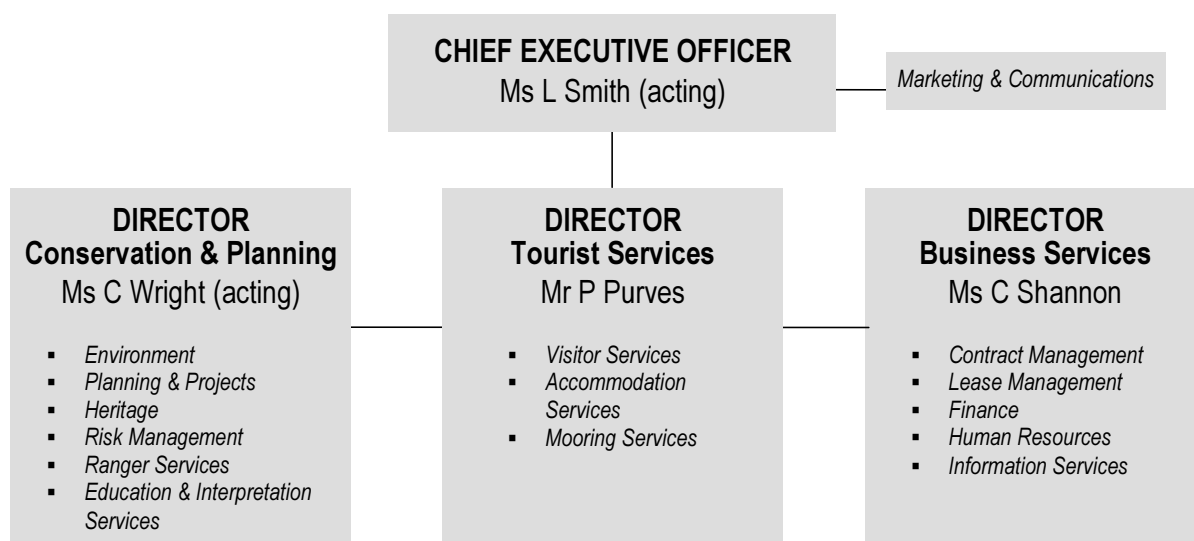 CHIEF EXECUTIVE OFFICER
Ms L Smith (acting)
Marketing & Communications
DIRECTOR
Conservation & Planning
Ms C Wright (acting)
▪ Environment
▪ Planning & Projects
▪ Heritage
▪ Risk Management
▪ Ranger Services
▪ Education & Interpretation
Services
DIRECTOR
Tourist Services
Mr P Purves
▪ Visitor Services
▪ Accommodation
Services
▪ Mooring Services
DIRECTOR
Business Services
Ms C Shannon
▪ Contract Management
▪ Lease Management
▪ Finance
▪ Human Resources
▪ Information Services